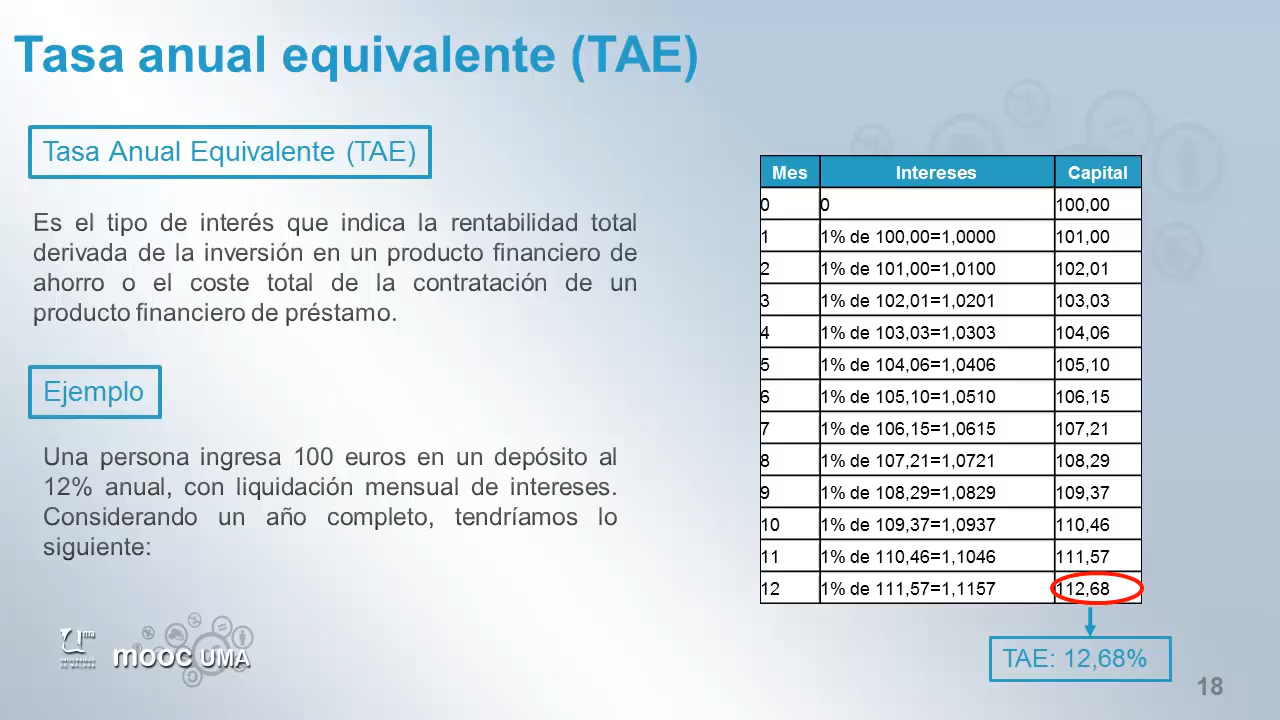 Tasa anual equivalente (TAE)
Tasa Anual Equivalente (TAE)
Es el tipo de interés que indica la rentabilidad total
derivada de la inversión en un producto financiero de
ahorro o el coste total de la contratación de un
producto financiero de préstamo.
Ejemplo
Una persona ingresa 100 euros en un depósito al
12% anual, con liquidación mensual de intereses.
Considerando un año completo, tendríamos lo
siguiente:
Mes Intereses Capital
0 0 100,00
1 1% de 100,00=1,0000 101,00
2 1% de 101,00=1,0100 102,01
3 1% de 102,01=1,0201 103,03
4 1% de 103,03=1,0303 104,06
5 1% de 104,06=1,0406 105,10
6 1% de 105,10=1,0510 106,15
7 1% de 106,15=1,0615 107,21
8 1% de 107,21=1,0721 108,29
9 1% de 108,29=1,0829 109,37
10 1% de 109,37=1,0937 110,46
11 1% de 110,46=1,1046 111,57
12 1% de 111,57=1,1157 112,68
TAE: 12,68%
mooc UMA
18